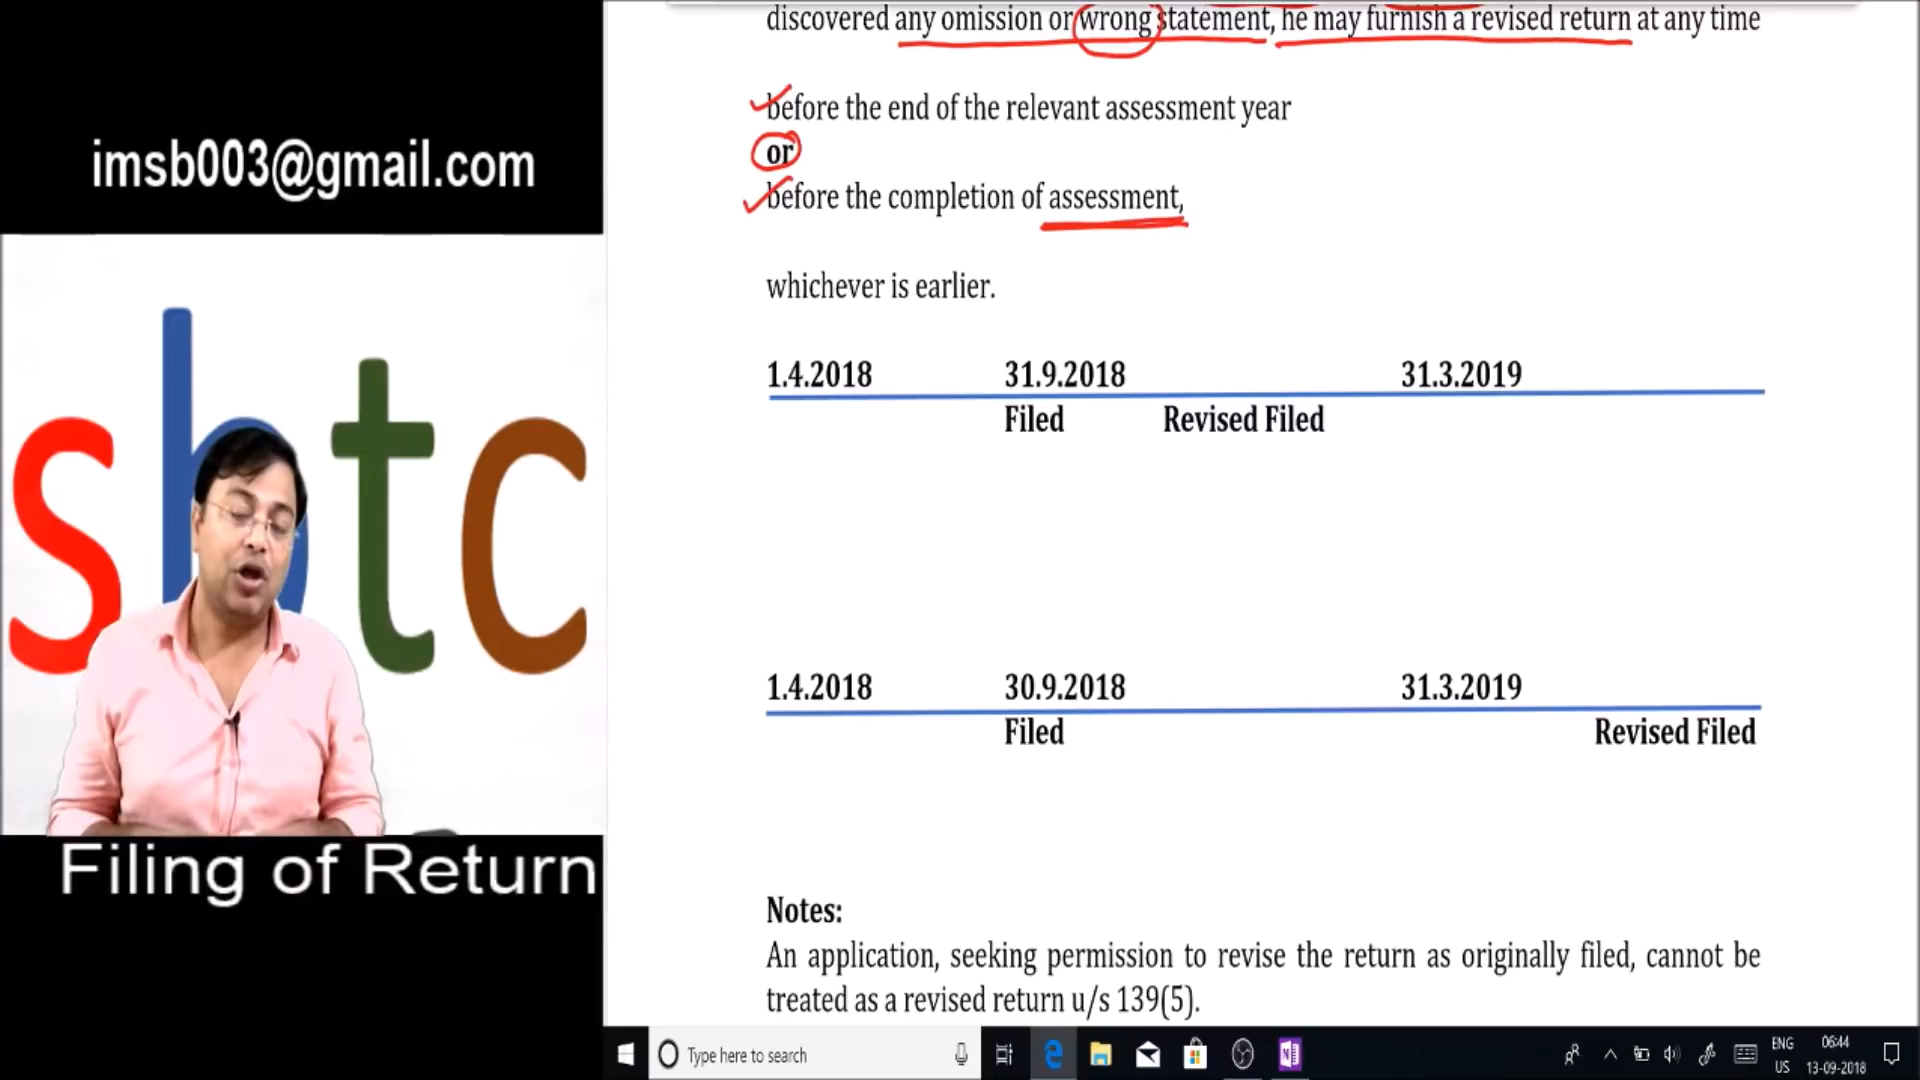 discovered any omission or wrong statement, he may furnish a revised return at any time
before the end of the relevant assessment year
or
before the completion of assessment,
whichever is earlier.
1.4.2018 31.9.2018 31.3.2019
Filed Revised Filed
1.4.2018 30.9.2018 31.3.2019
Filed Revised Filed
Notes:
An application, seeking permission to revise the return as originally filed, cannot be
treated as a revised return u/s 139(5).
imsb003@gmail.com
sbtc
Filing of Return
Type here to search
ENG
US
06:44
13-09-2018